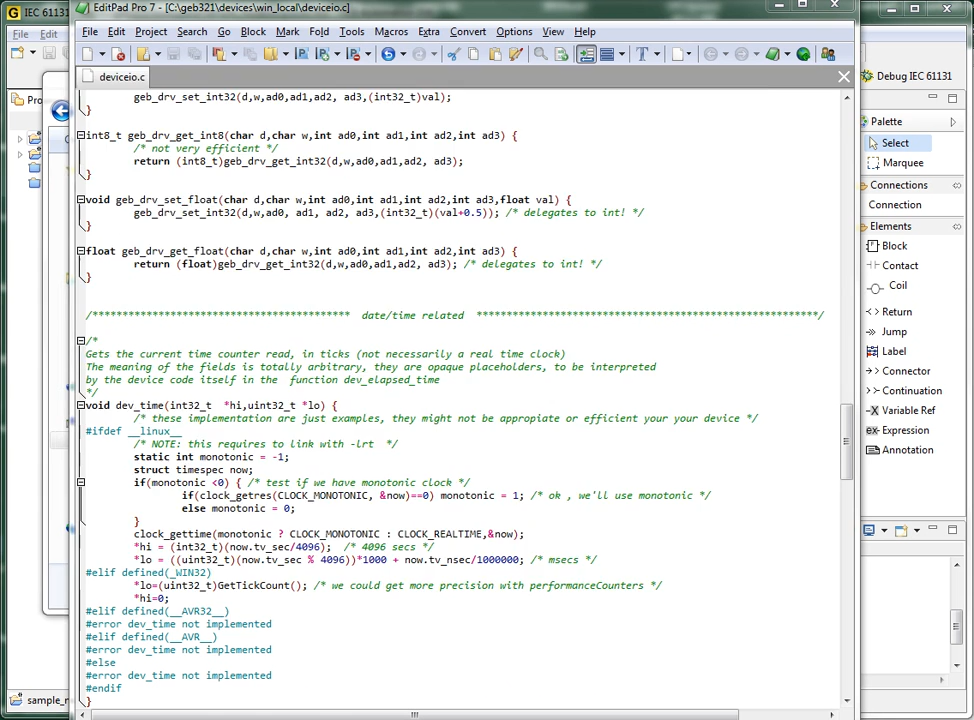 EditPad Pro 7 - [C:\geb321\devices\win_local\deviceio.c]
IEC 61131
File Edit
File Edit Project Search Go Block Mark Fold Tools Macros Extra Convert Options View Help
deviceio.c
Debug IEC 61131
Pro
geb_drv_set_int32(d,w,ad0,ad1,ad2, ad3,(int32_t)val);
}
int8_t geb_drv_get_int8(char d,char w,int ad0,int ad1,int ad2,int ad3) {
/* not very efficient */
return (int8_t)geb_drv_get_int32(d,w,ad0,ad1,ad2, ad3);
}
void geb_drv_set_float(char d,char w,int ad0,int ad1,int ad2,int ad3,float val) {
geb_drv_set_int32(d,w,ad0, ad1, ad2, ad3,(int32_t)(val+0.5)); /* delegates to int! */
}
float geb_drv_get_float(char d,char w,int ad0,int ad1,int ad2,int ad3) {
return (float)geb_drv_get_int32(d,w,ad0,ad1,ad2, ad3); /* delegates to int! */
}
date/time related
/*
Gets the current time counter read, in ticks (not necessarily a real time clock)
The meaning of the fields is totally arbitrary, they are opaque placeholders, to be interpreted
by the device code itself in the  function dev_elapsed_time
*/
void dev_time(int32_t  *hi,uint32_t *lo) {
/* these implementation are just examples, they might not be appropiate or efficient your your device */
#ifdef __linux__
/* NOTE: this requires to link with -lrt  */
static int monotonic = -1;
struct timespec now;
if(monotonic <0) { /* test if we have monotonic clock */
if(clock_getres(CLOCK_MONOTONIC, &now)==0) monotonic = 1; /* ok , we'll use monotonic */
else monotonic = 0;
}
clock_gettime(monotonic ? CLOCK_MONOTONIC : CLOCK_REALTIME,&now);
*hi = (int32_t)(now.tv_sec/4096);  /* 4096 secs */
*lo = ((uint32_t)(now.tv_sec % 4096))*1000 + now.tv_nsec/1000000; /* msecs */
#elif defined(_WIN32)
*lo=(uint32_t)GetTickCount(); /* we could get more precision with performanceCounters */
*hi=0;
#elif defined(__AVR32__)
#error dev_time not implemented
#elif defined(__AVR__)
#error dev_time not implemented
#else
#error dev_time not implemented
#endif
}
Palette
Select
Marquee
Connections
Connection
Elements
Block
Contact
Coil
Return
Jump
Label
Connector
Continuation
Variable Ref
Expression
Annotation